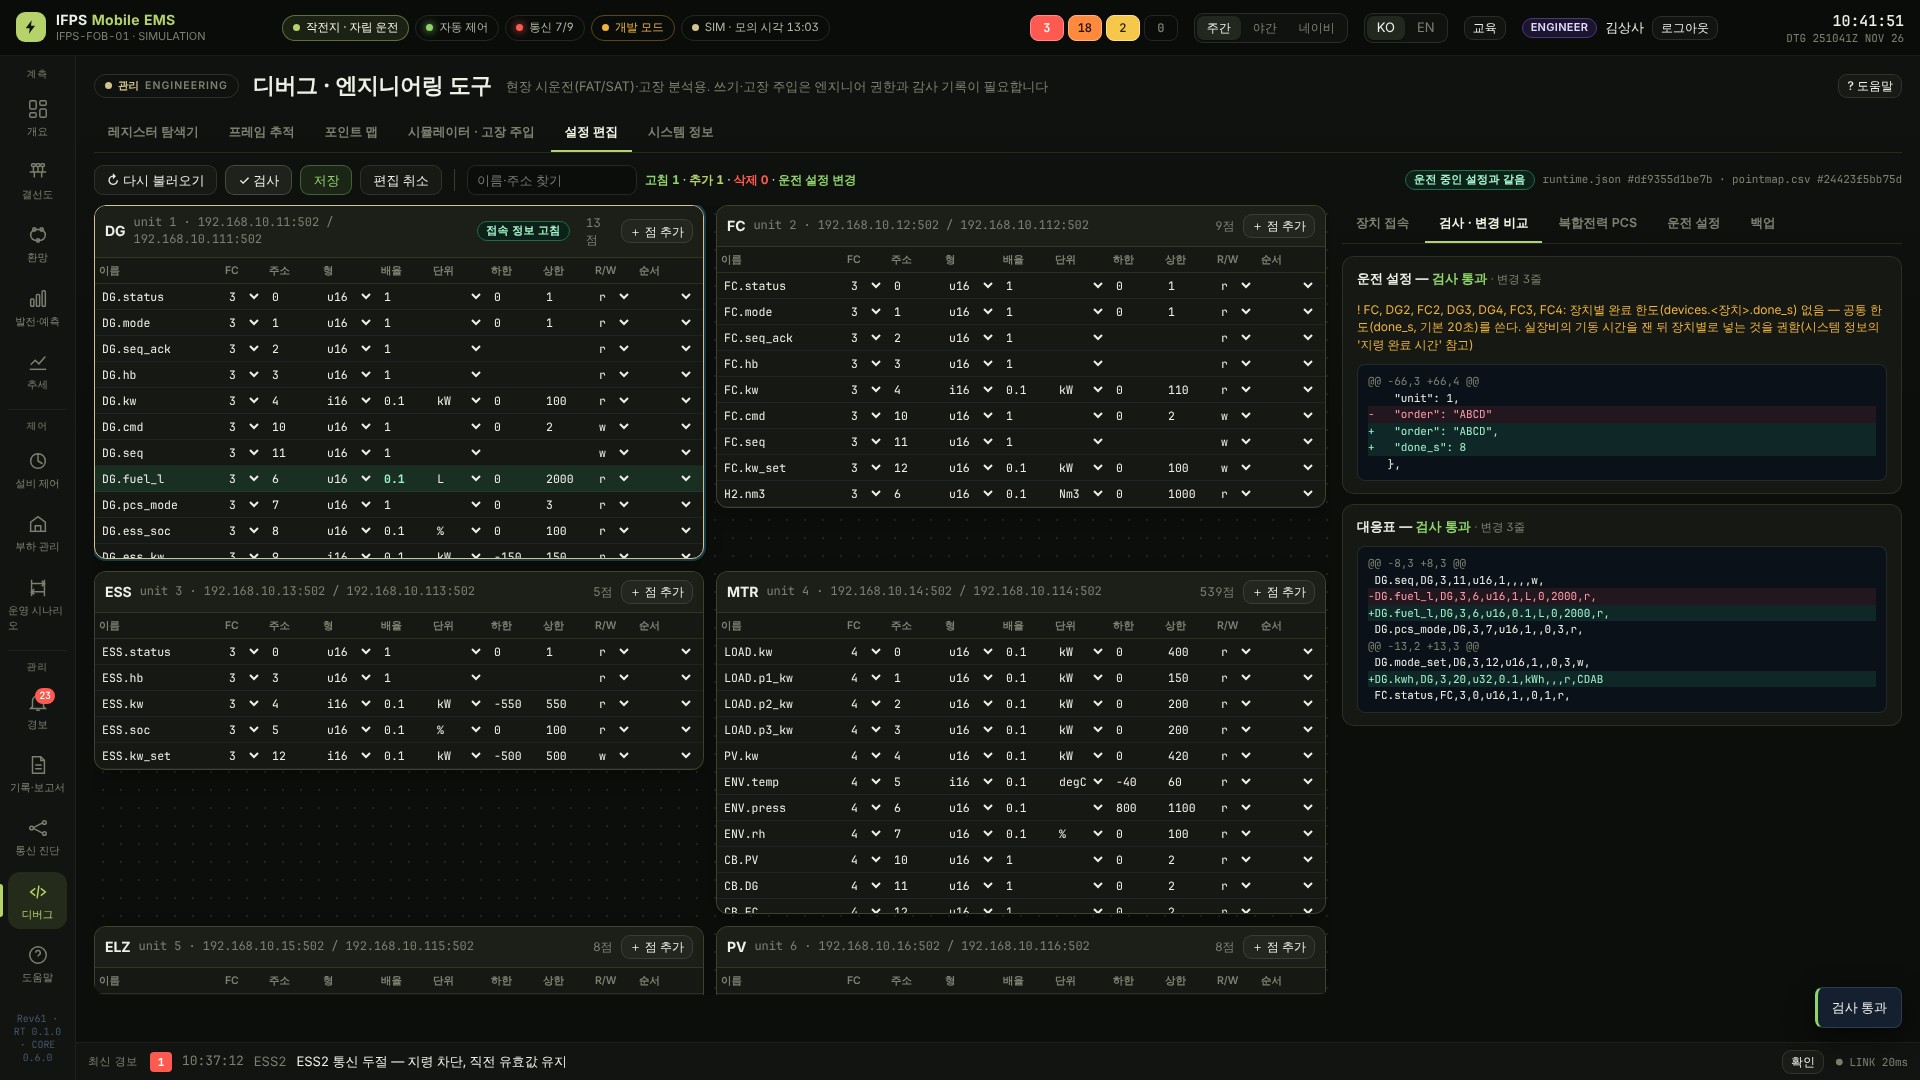 IFPS Mobile EMS
IFPS-FOB-01 · SIMULATION
작전지 · 자립 운전
자동 제어
통신 7/9
개발 모드
SIM · 모의 시각 13:03
3 18 2 0
주간 야간 네이비
KO EN
교육
ENGINEER 김상사 로그아웃
10:41:51
DTG 251041Z NOV 26
계측
개요
결선도
환망
발전·예측
추세
제어
설비 제어
부하 관리
운영 시나리오
관리
23
경보
기록·보고서
통신 진단
디버그
도움말
Rev61 ·
RT 0.1.0
· CORE
0.6.0
관리 ENGINEERING
디버그 · 엔지니어링 도구
현장 시운전(FAT/SAT)·고장 분석용. 쓰기·고장 주입은 엔지니어 권한과 감사 기록이 필요합니다
? 도움말
레지스터 탐색기 프레임 추적 포인트 맵 시뮬레이터 · 고장 주입 설정 편집 시스템 정보
↻ 다시 불러오기 ✓ 검사 저장 편집 취소 이름·주소 찾기 고침 1 · 추가 1 · 삭제 0 · 운전 설정 변경
운전 중인 설정과 같음 runtime.json #df9355d1be7b · pointmap.csv #24423f5bb75d
DG unit 1 · 192.168.10.11:502 /
192.168.10.111:502
접속 정보 고침 13점 + 점 추가
이름 FC 주소 형 배율 단위 하한 상한 R/W 순서
DG.status 3 0 u16 1 0 1 r
DG.mode 3 1 u16 1 0 1 r
DG.seq_ack 3 2 u16 1 r
DG.hb 3 3 u16 1 r
DG.kw 3 4 i16 0.1 kW 0 100 r
DG.cmd 3 10 u16 1 0 2 w
DG.seq 3 11 u16 1 w
DG.fuel_l 3 6 u16 0.1 L 0 2000 r
DG.pcs_mode 3 7 u16 1 0 3 r
DG.ess_soc 3 8 u16 0.1 % 0 100 r
DG.ess_kw 3 9 i16 0.1 kW -150 150 r
FC unit 2 · 192.168.10.12:502 / 192.168.10.112:502 9점 + 점 추가
이름 FC 주소 형 배율 단위 하한 상한 R/W 순서
FC.status 3 0 u16 1 0 1 r
FC.mode 3 1 u16 1 0 1 r
FC.seq_ack 3 2 u16 1 r
FC.hb 3 3 u16 1 r
FC.kw 3 4 i16 0.1 kW 0 110 r
FC.cmd 3 10 u16 1 0 2 w
FC.seq 3 11 u16 1 w
FC.kw_set 3 12 u16 0.1 kW 0 100 w
H2.nm3 3 6 u16 0.1 Nm3 0 1000 r
ESS unit 3 · 192.168.10.13:502 / 192.168.10.113:502 5점 + 점 추가
이름 FC 주소 형 배율 단위 하한 상한 R/W 순서
ESS.status 3 0 u16 1 0 1 r
ESS.hb 3 3 u16 1 r
ESS.kw 3 4 i16 0.1 kW -550 550 r
ESS.soc 3 5 u16 0.1 % 0 100 r
ESS.kw_set 3 12 i16 0.1 kW -500 500 w
MTR unit 4 · 192.168.10.14:502 / 192.168.10.114:502 539점 + 점 추가
이름 FC 주소 형 배율 단위 하한 상한 R/W 순서
LOAD.kw 4 0 u16 0.1 kW 0 400 r
LOAD.p1_kw 4 1 u16 0.1 kW 0 150 r
LOAD.p2_kw 4 2 u16 0.1 kW 0 200 r
LOAD.p3_kw 4 3 u16 0.1 kW 0 200 r
PV.kw 4 4 u16 0.1 kW 0 420 r
ENV.temp 4 5 i16 0.1 degC -40 60 r
ENV.press 4 6 u16 0.1 800 1100 r
ENV.rh 4 7 u16 0.1 % 0 100 r
CB.PV 4 10 u16 1 0 2 r
CB.DG 4 11 u16 1 0 2 r
CB.FC 4 12 u16 1 0 2 r
ELZ unit 5 · 192.168.10.15:502 / 192.168.10.115:502 8점 + 점 추가
이름 FC 주소 형 배율 단위 하한 상한 R/W 순서
PV unit 6 · 192.168.10.16:502 / 192.168.10.116:502 8점 + 점 추가
이름 FC 주소 형 배율 단위 하한 상한 R/W 순서
장치 접속 검사 · 변경 비교 복합전력 PCS 운전 설정 백업
운전 설정 — 검사 통과 · 변경 3줄
! FC, DG2, FC2, DG3, DG4, FC3, FC4: 장치별 완료 한도(devices.<장치>.done_s) 없음 — 공통 한
도(done_s, 기본 20초)를 쓴다. 실장비의 기동 시간을 잰 뒤 장치별로 넣는 것을 권함(시스템 정보의
'지령 완료 시간' 참고)
@@ -66,3 +66,4 @@
"unit": 1,
- "order": "ABCD"
+ "order": "ABCD",
+ "done_s": 8
},
대응표 — 검사 통과 · 변경 3줄
@@ -8,3 +8,3 @@
DG.seq,DG,3,11,u16,1,,,,w,
-DG.fuel_l,DG,3,6,u16,1,L,0,2000,r,
+DG.fuel_l,DG,3,6,u16,0.1,L,0,2000,r,
DG.pcs_mode,DG,3,7,u16,1,,0,3,r,
@@ -13,2 +13,3 @@
DG.mode_set,DG,3,12,u16,1,,0,3,w,
+DG.kwh,DG,3,20,u32,0.1,kWh,,,r,CDAB
FC.status,FC,3,0,u16,1,,0,1,r,
검사 통과
최신 경보 1 10:37:12 ESS2 ESS2 통신 두절 — 지령 차단, 직전 유효값 유지
확인 LINK 20ms